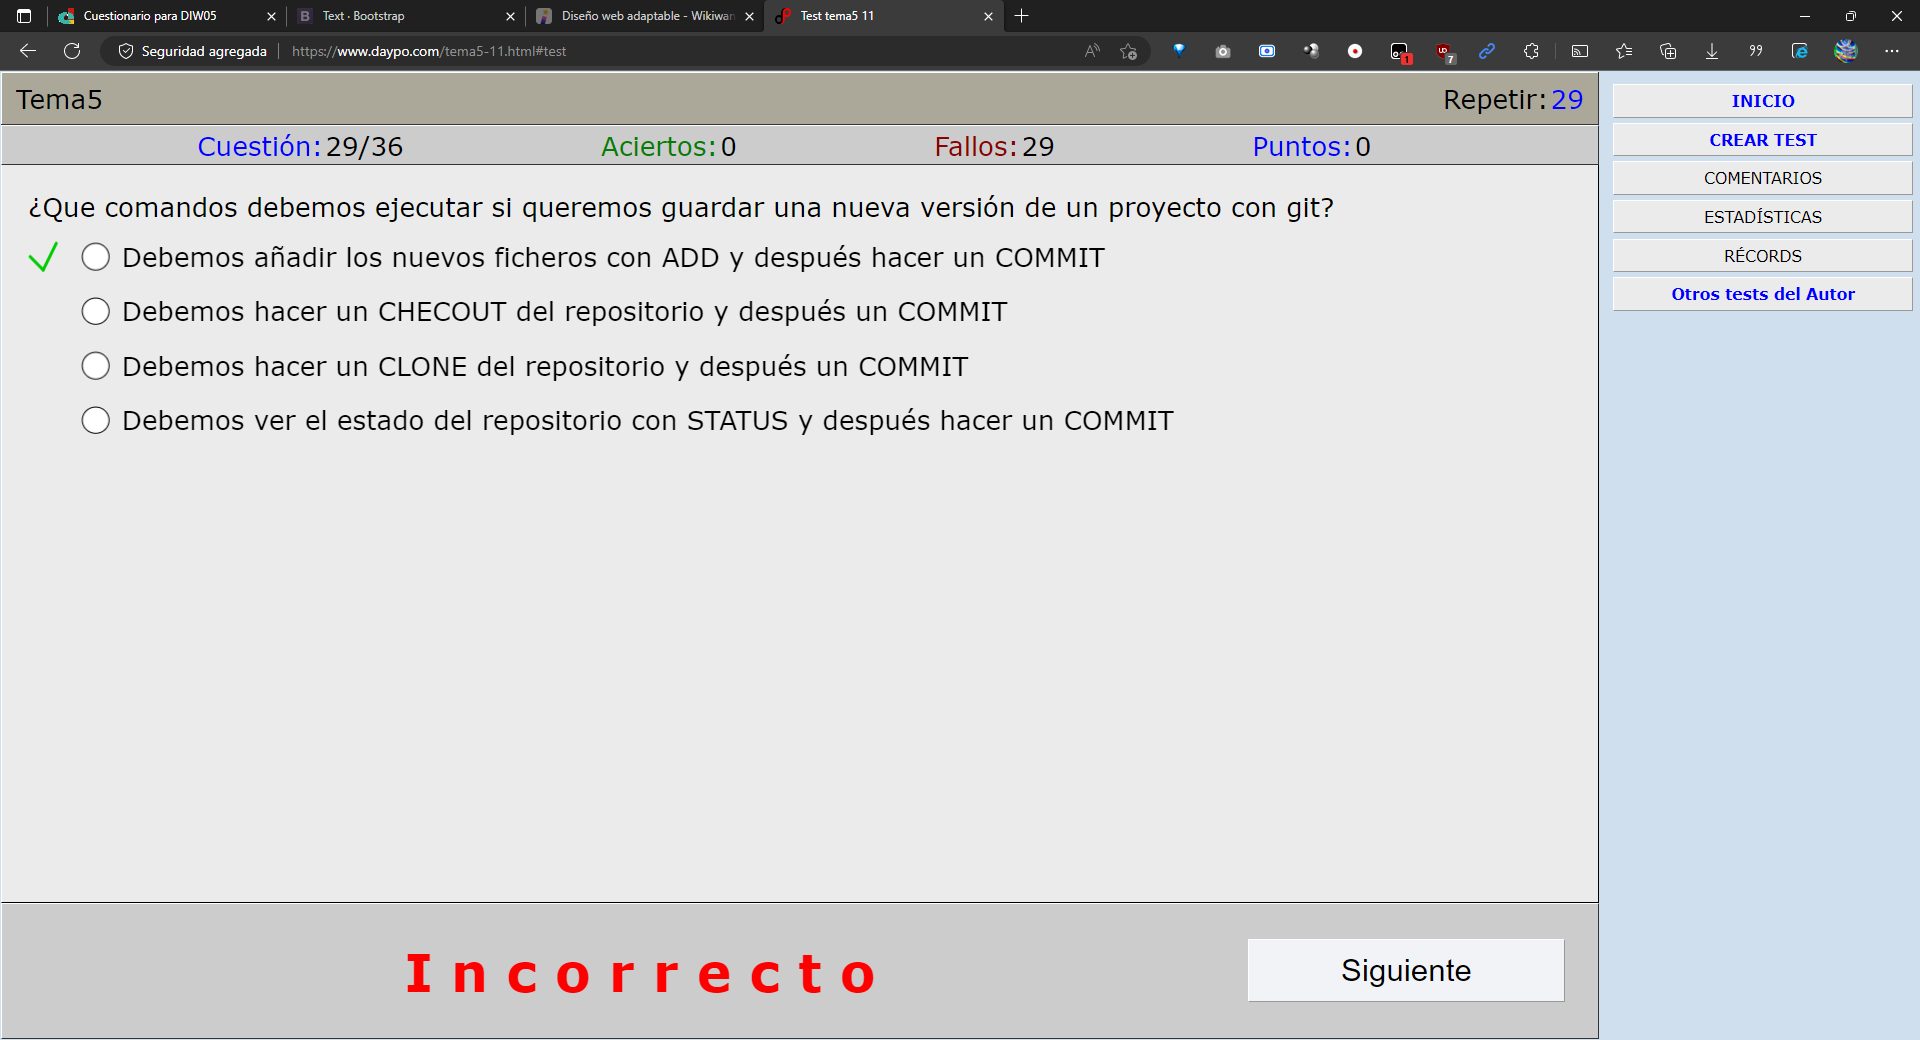 Cuestionario para DIW05
Text · Bootstrap
Diseño web adaptable - Wikiwan
Test tema5 11
Seguridad agregada
https://www.daypo.com/tema5-11.html#test
1
7
Tema5
Repetir: 29
Cuestión: 29/36
Aciertos: 0
Fallos: 29
Puntos: 0
¿Que comandos debemos ejecutar si queremos guardar una nueva versión de un proyecto con git?
Debemos añadir los nuevos ficheros con ADD y después hacer un COMMIT
Debemos hacer un CHECOUT del repositorio y después un COMMIT
Debemos hacer un CLONE del repositorio y después un COMMIT
Debemos ver el estado del repositorio con STATUS y después hacer un COMMIT
Incorrecto
Siguiente
INICIO
CREAR TEST
COMENTARIOS
ESTADÍSTICAS
RÉCORDS
Otros tests del Autor